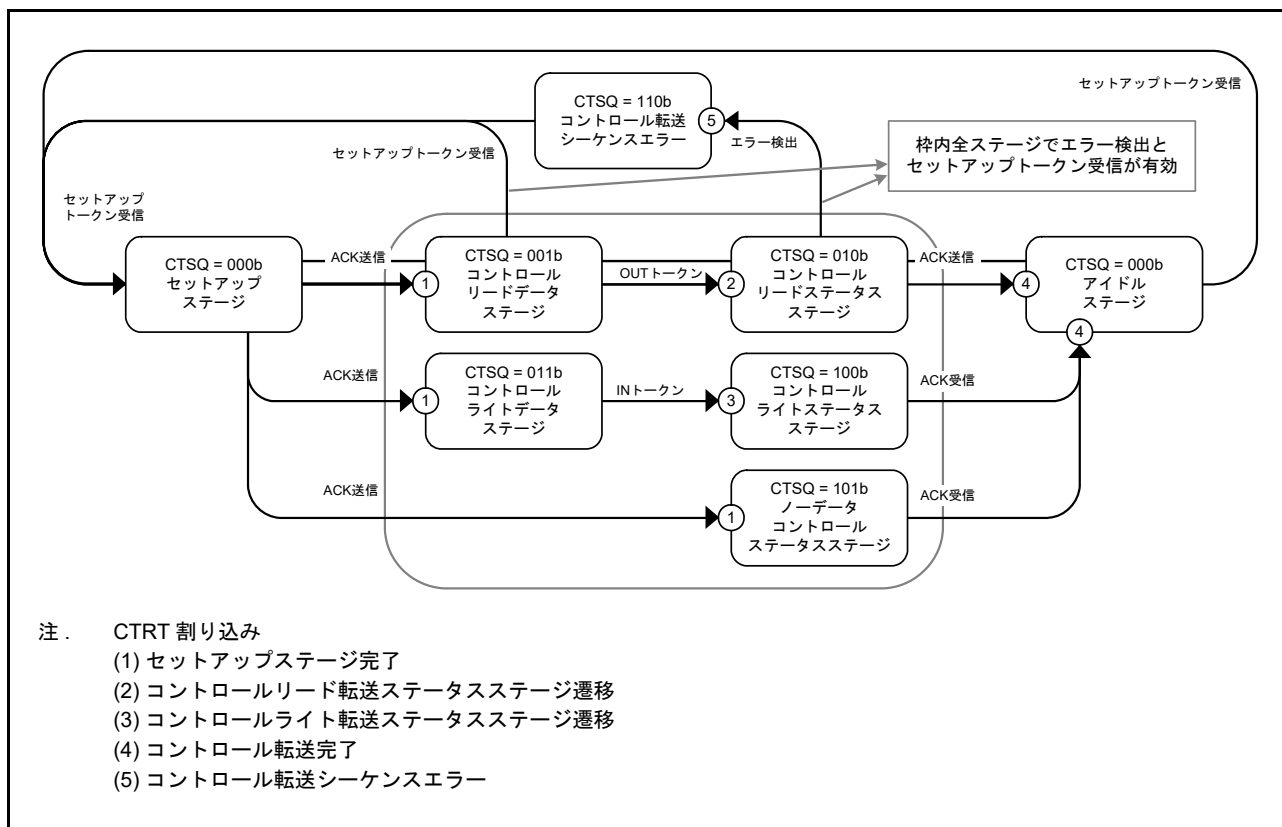 セットアップトークン受信
CTSQ = 110b
コントロール転送
シーケンスエラー
5
エラー検出
セットアップトークン受信
枠内全ステージでエラー検出と
セットアップトークン受信が有効
セットアップ
トークン受信
CTSQ = 000b
セットアップ
ステージ
ACK送信
1
CTSQ = 001b
コントロール
リードデータ
ステージ
OUTトークン
2
CTSQ = 010b
コントロール
リードステータス
ステージ
ACK送信
4
CTSQ = 000b
アイドル
ステージ
4
ACK送信
1
CTSQ = 011b
コントロール
ライトデータ
ステージ
INトークン
3
CTSQ = 100b
コントロール
ライトステータス
ステージ
ACK受信
ACK送信
1
CTSQ = 101b
ノーデータ
コントロール
ステータスステージ
ACK受信
注 . CTRT 割り込み
(1) セットアップステージ完了
(2) コントロールリード転送ステータスステージ遷移
(3) コントロールライト転送ステータスステージ遷移
(4) コントロール転送完了
(5) コントロール転送シーケンスエラー